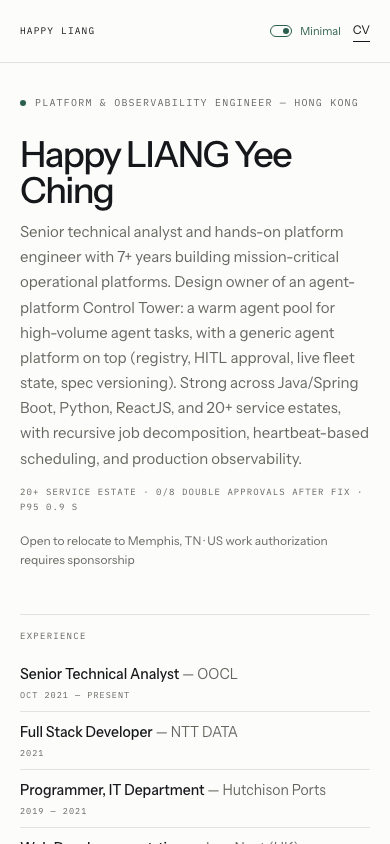 HAPPY LIANG
Minimal
CV
PLATFORM & OBSERVABILITY ENGINEER — HONG KONG
Happy LIANG Yee
Ching
Senior technical analyst and hands-on platform
engineer with 7+ years building mission-critical
operational platforms. Design owner of an agent-
platform Control Tower: a warm agent pool for
high-volume agent tasks, with a generic agent
platform on top (registry, HITL approval, live fleet
state, spec versioning). Strong across Java/Spring
Boot, Python, ReactJS, and 20+ service estates,
with recursive job decomposition, heartbeat-based
scheduling, and production observability.
20+ SERVICE ESTATE · 0/8 DOUBLE APPROVALS AFTER FIX ·
P95 0.9 S
Open to relocate to Memphis, TN · US work authorization
requires sponsorship
EXPERIENCE
Senior Technical Analyst — OOCL
OCT 2021 — PRESENT
Full Stack Developer — NTT DATA
2021
Programmer, IT Department — Hutchison Ports
2019 — 2021